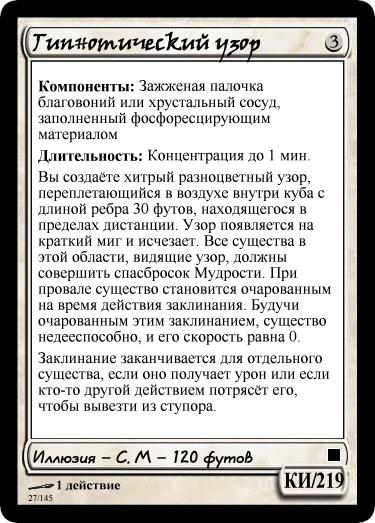 Гипнотический узор
3
Компоненты: Зажженая палочка
благовоний или хрустальный сосуд,
заполненный фосфоресцирующим
материалом
Длительность: Концентрация до 1 мин.
Вы создаёте хитрый разноцветный узор,
переплетающийся в воздухе внутри куба с
длиной ребра 30 футов, находящегося в
пределах дистанции. Узор появляется на
краткий миг и исчезает. Все существа в
этой области, видящие узор, должны
совершить спасбросок Мудрости. При
провале существо становится очарованным
на время действия заклинания. Будучи
очарованным этим заклинанием, существо
недееспособно, и его скорость равна 0.
Заклинание заканчивается для отдельного
существа, если оно получает урон или если
кто-то другой действием потрясёт его,
чтобы вывезти из ступора.
Иллюзия – С, М – 120 футов
КИ/219
1 действие
27/145